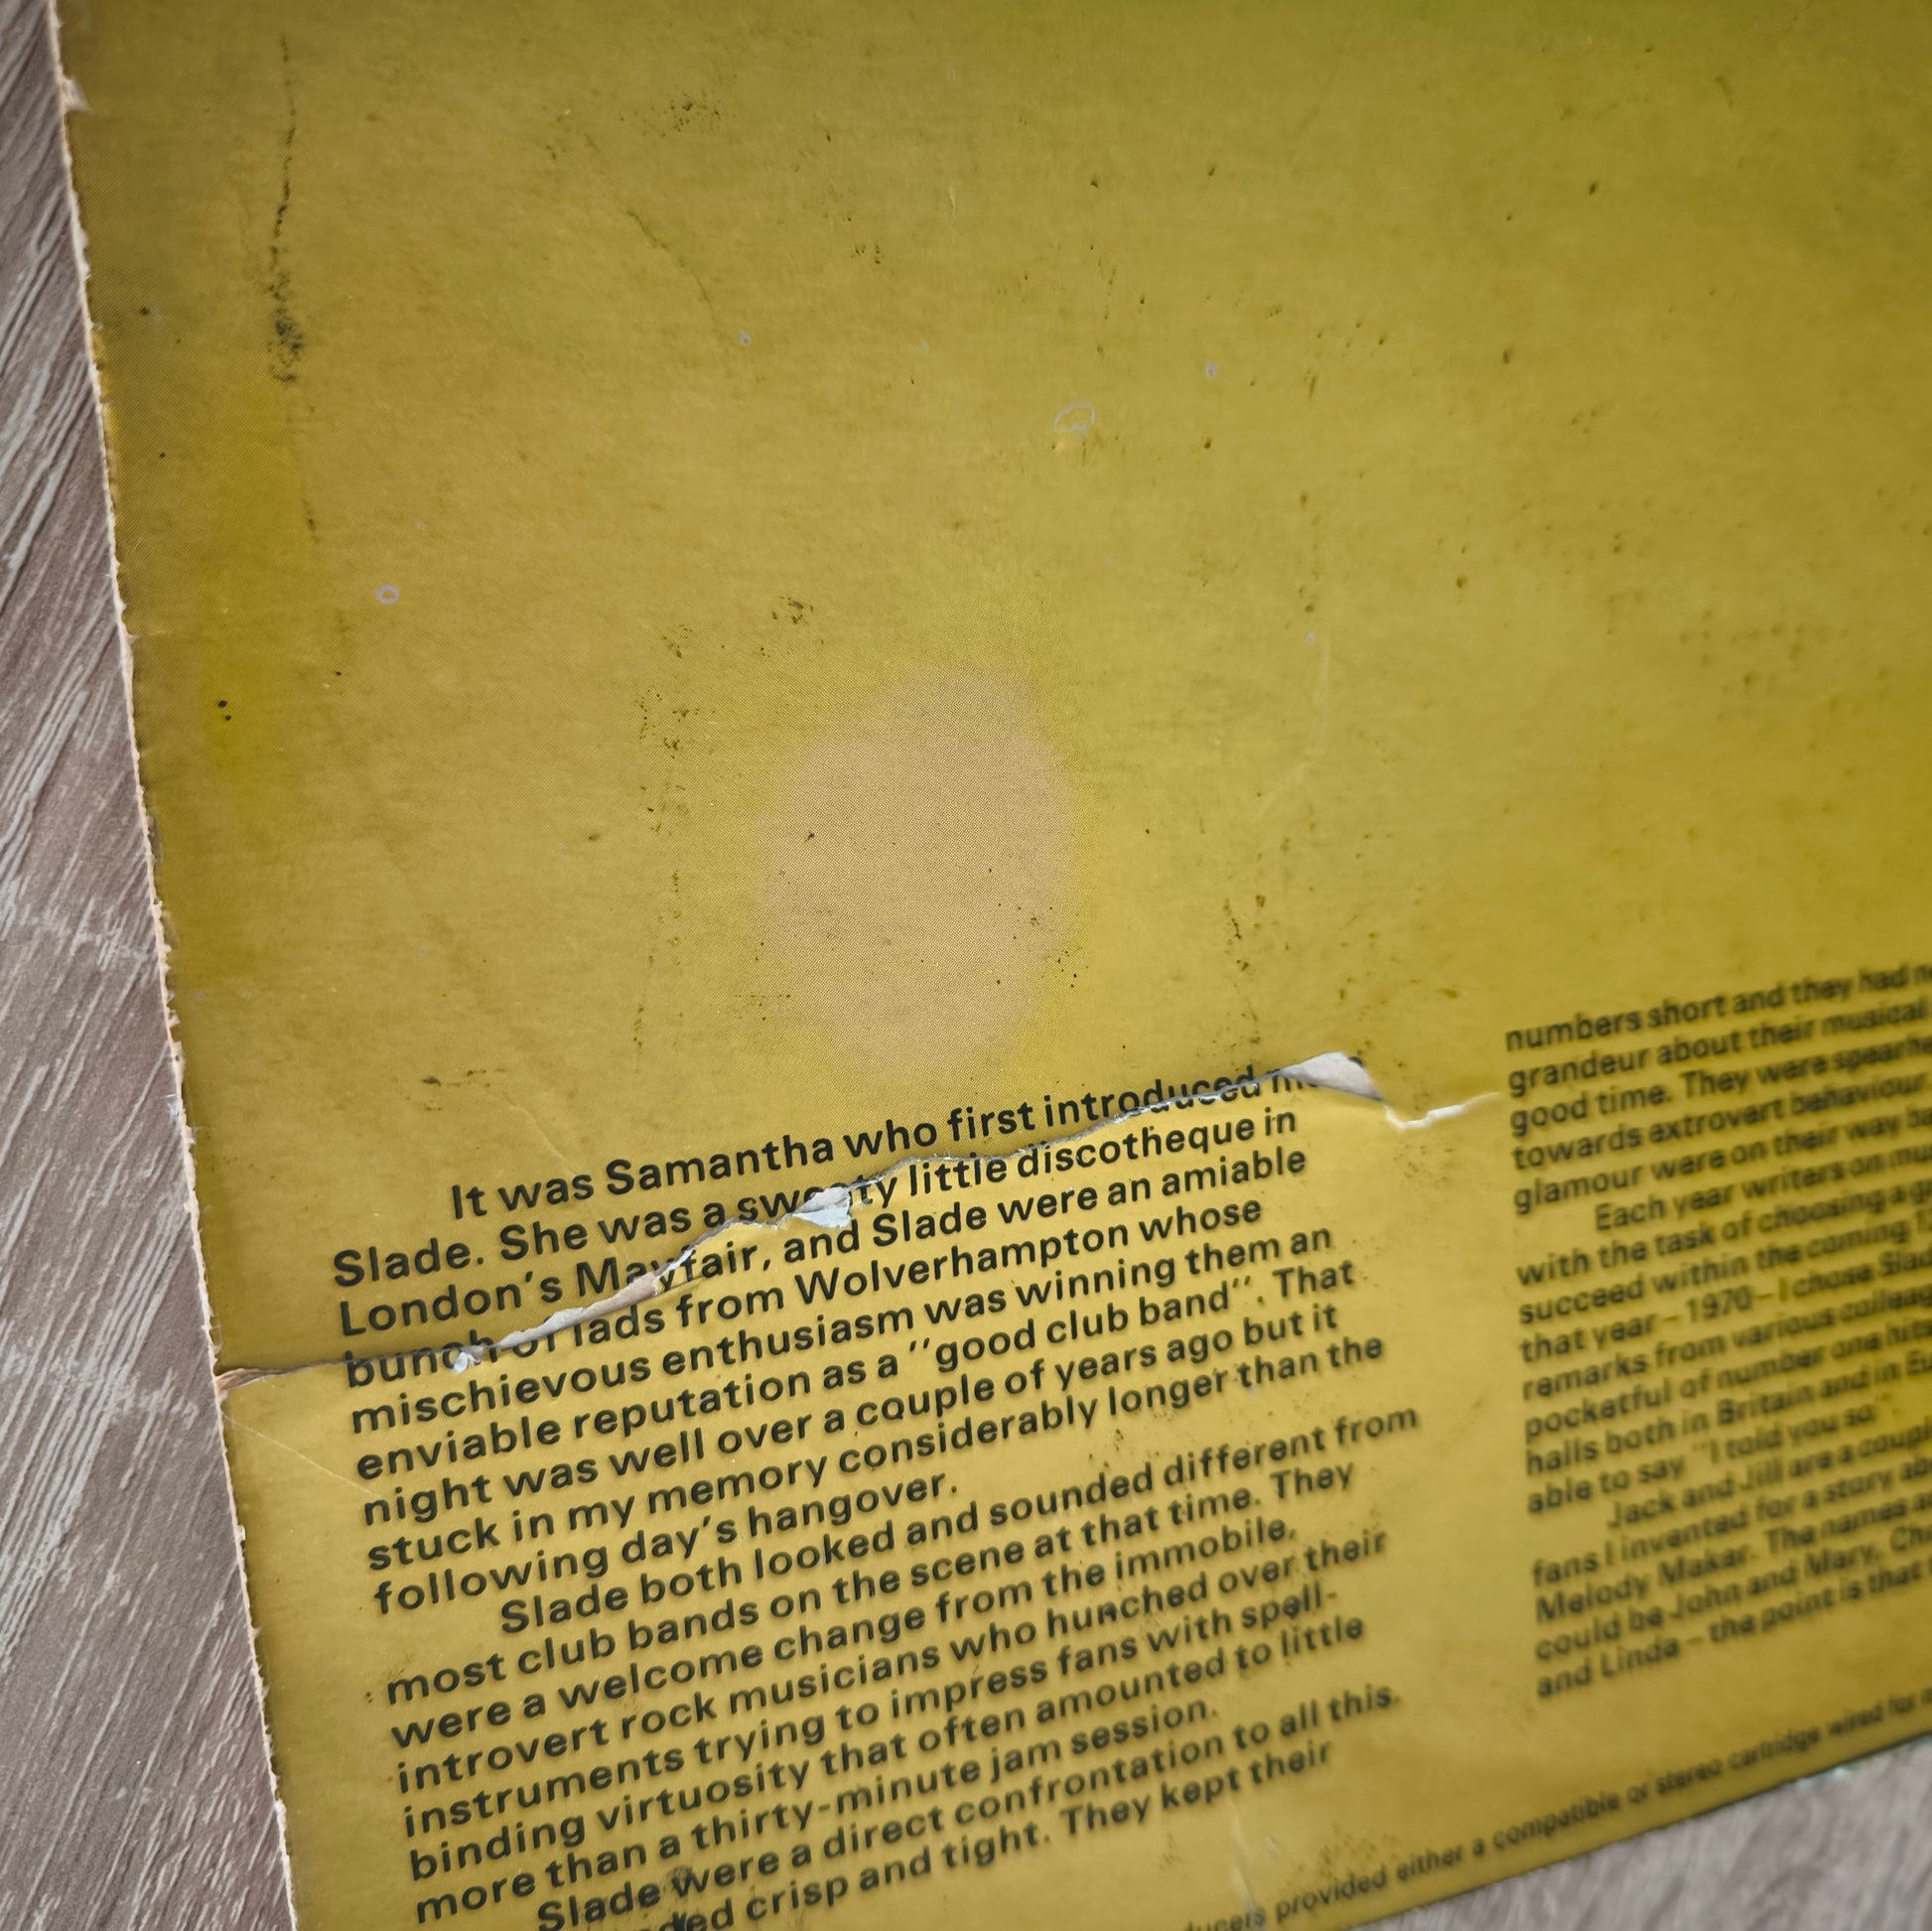 It was Samantha who first introduced
Slade. She was a sweaty little discotheque in
London's Mayfair, and Slade were an amiable
bunch of lads from Wolverhampton whose
mischievous enthusiasm was winning them an
enviable reputation as a "good club band". That
night was well over a couple of years ago but it
stuck in my memory considerably longer than the
following day's hangover.
Slade both looked and sounded different from
most club bands on the scene at that time. They
were a welcome change from the immobile,
introvert rock musicians who hunched over their
instruments trying to impress fans with spell-
binding virtuosity that often amounted to little
more than a thirty-minute jam session.
Slade were a direct confrontation to all this.
crisp and tight. They kept their
numbers short and they had
grandeur about their musical
good time. They were
towards extrovert behaviour
glamour were on their way
Each year writers on
with the task of choosing a
succeed within the coming
that year – 1970 – I chose
remarks from various
pocketful of number one hits
halls both in Britain and in
able to say "I told you so"
Jack and Jill are a
fans I invented for a story
Melody Maker. The names
could be John and Mary,
and Linda – the point is that
provided either a compatible or stereo cartridge wired for